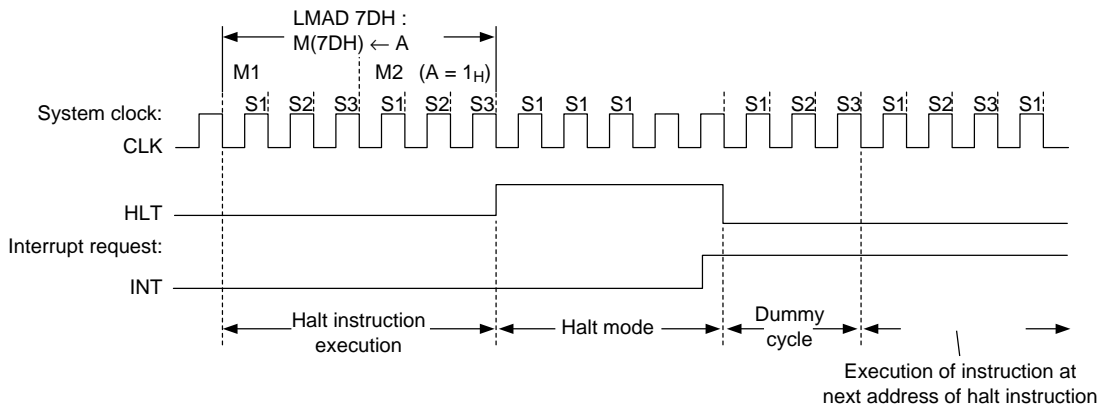 LMAD 7DH :
M(7DH) ← A
M1 M2 (A = 1H)
S1 S2 S3 S1 S2 S3 S1 S1 S1 S1 S2 S3 S1 S2 S3 S1
System clock:
CLK
HLT
Interrupt request:
INT
Halt instruction
execution
Halt mode
Dummy
cycle
Execution of instruction at
next address of halt instruction